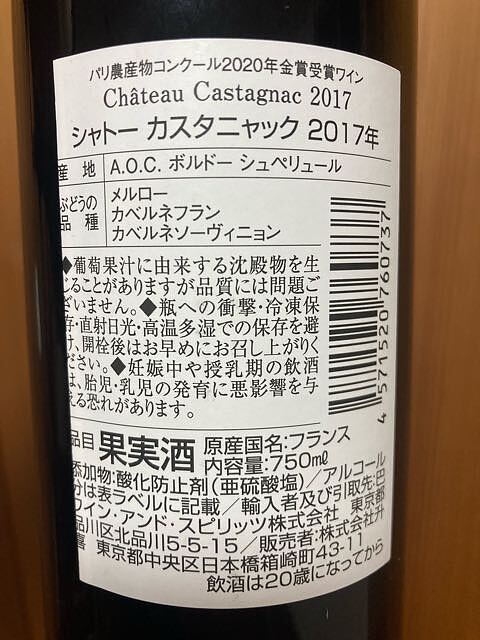 パリ農産物コンクール2020年金賞受賞ワイン
Château Castagnac 2017
シャトー カスタニャック 2017年
産 地 A.O.C. ボルドー シュペリュール
ぶどうの品 種 メルロー
カベルネフラン
カベルネソーヴィニョン
◆葡萄果汁に由来する沈殿物を生
じることがありますが品質には問題ご
ざいません。◆瓶への衝撃・冷凍保
存・直射日光・高温多湿での保存を避
け、開栓後はお早めにお召し上がりく
ださい。◆妊娠中や授乳期の飲酒
は、胎児・乳児の発育に悪影響を与
える恐れがあります。
品目 果実酒 原産国名:フランス
内容量:750mℓ
添加物:酸化防止剤(亜硫酸塩)/アルコール
分は表ラベルに記載/輸入者及び引取先:巴
ワイン・アンド・スピリッツ株式会社 東京都
品川区北品川5-5-15/販売者:株式会社升
喜 東京都中央区日本橋箱崎町43-11
飲酒は20歳になってから
4 571520 760737